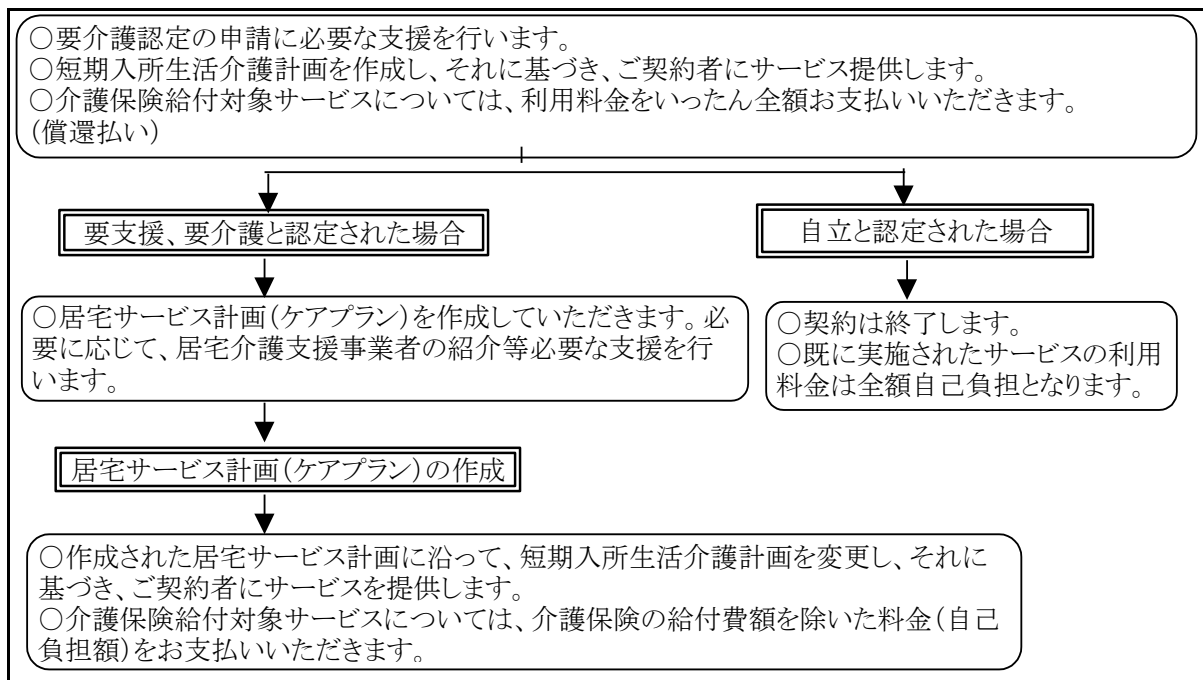 ○要介護認定の申請に必要な支援を行います。
○短期入所生活介護計画を作成し、それに基づき、ご契約者にサービス提供します。
○介護保険給付対象サービスについては、利用料金をいったん全額お支払いいただきます。
(償還払い)
要支援、要介護と認定された場合
自立と認定された場合
○居宅サービス計画(ケアプラン)を作成していただきます。必
要に応じて、居宅介護支援事業者の紹介等必要な支援を行
います。
○契約は終了します。
○既に実施されたサービスの利用
料金は全額自己負担となります。
居宅サービス計画(ケアプラン)の作成
○作成された居宅サービス計画に沿って、短期入所生活介護計画を変更し、それに
基づき、ご契約者にサービスを提供します。
○介護保険給付対象サービスについては、介護保険の給付費額を除いた料金(自己
負担額)をお支払いいただきます。